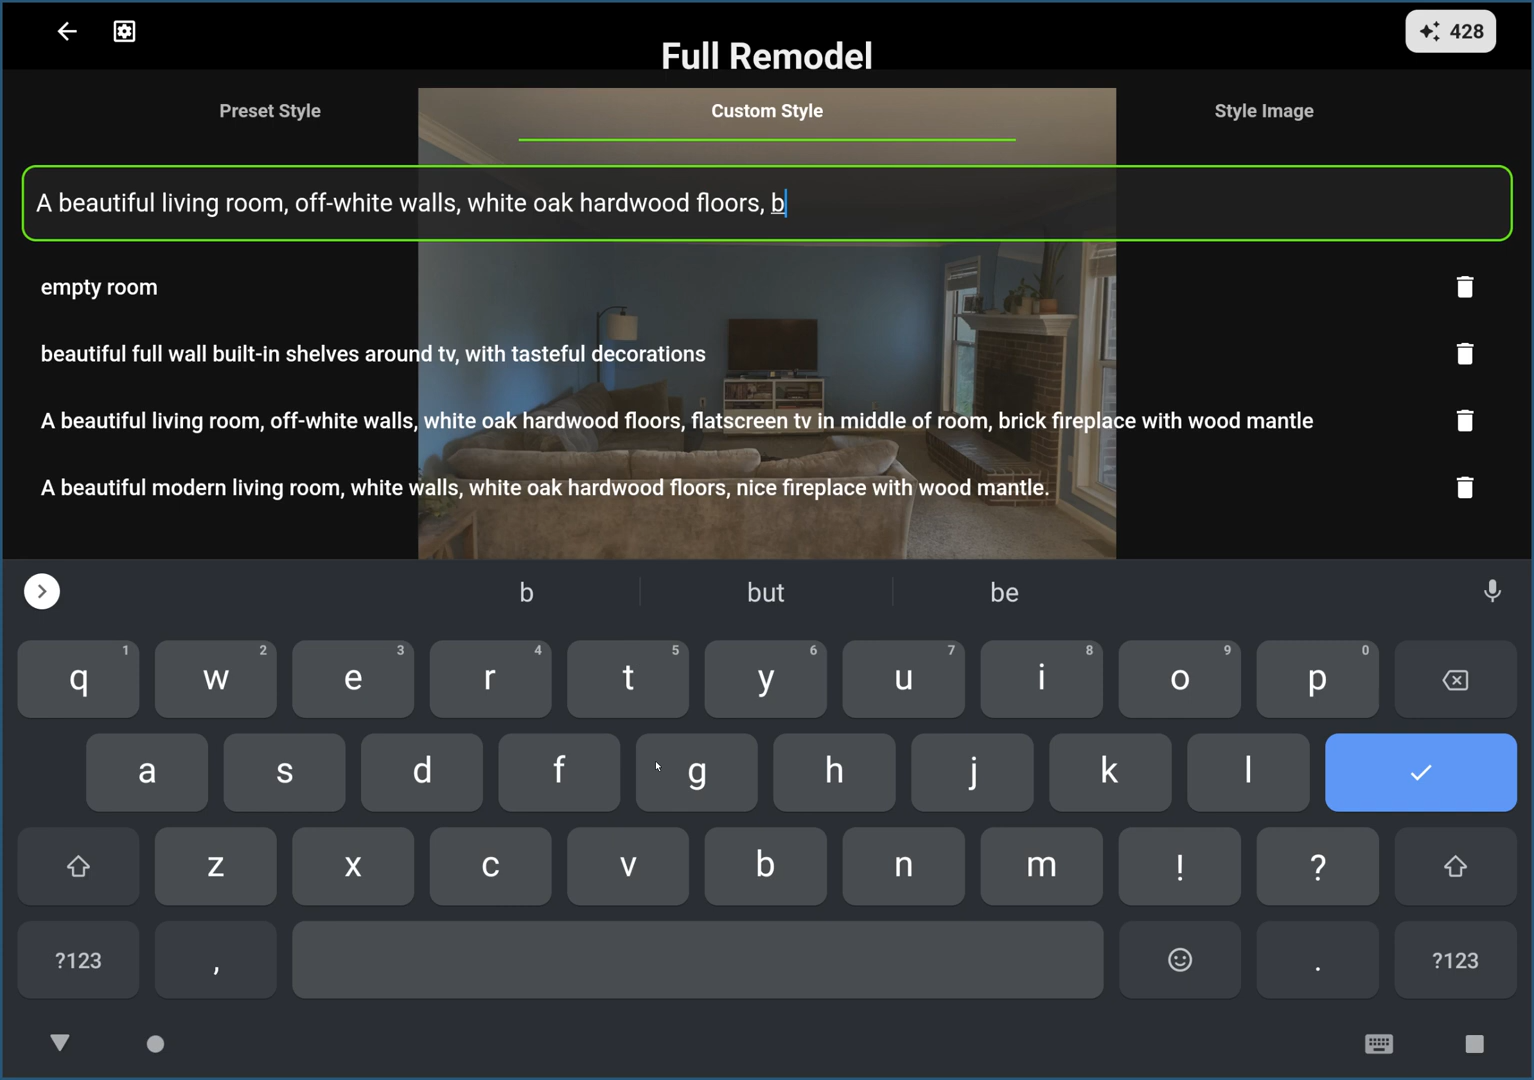 428
Full Remodel
Preset Style
Custom Style
Style Image
A beautiful living room, off-white walls, white oak hardwood floors, b
empty room
beautiful full wall built-in shelves around tv, with tasteful decorations
A beautiful living room, off-white walls, white oak hardwood floors, flatscreen tv in middle of room, brick fireplace with wood mantle
A beautiful modern living room, white walls, white oak hardwood floors, nice fireplace with wood mantle.
b but be
q 1 w 2 e 3 r 4 t 5 y 6 u 7 i 8 o 9 p 0
a s d f g h j k l
z x c v b n m ! ?
?123 , . ?123